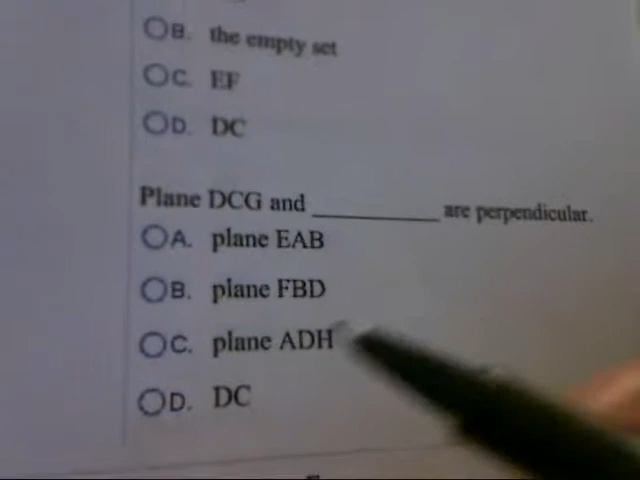 B. the empty set
C. EF
D. DC
Plane DCG and __________ are perpendicular.
A. plane EAB
B. plane FBD
C. plane ADH
D. DC